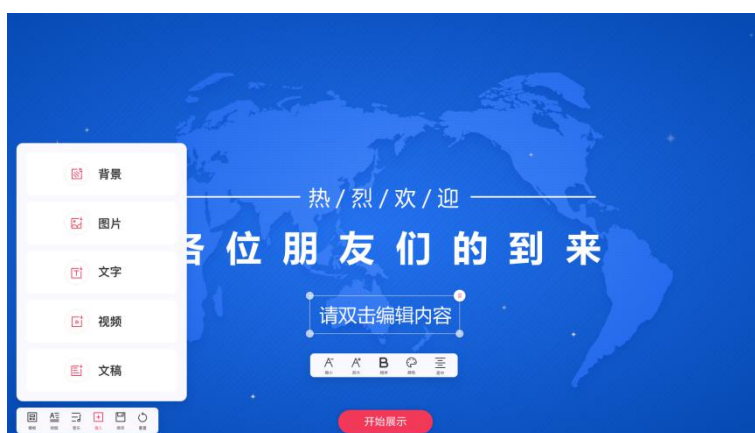 热/烈/欢/迎
各位朋友们的到来
请双击编辑内容
背景
图片
文字
视频
文稿
开始展示